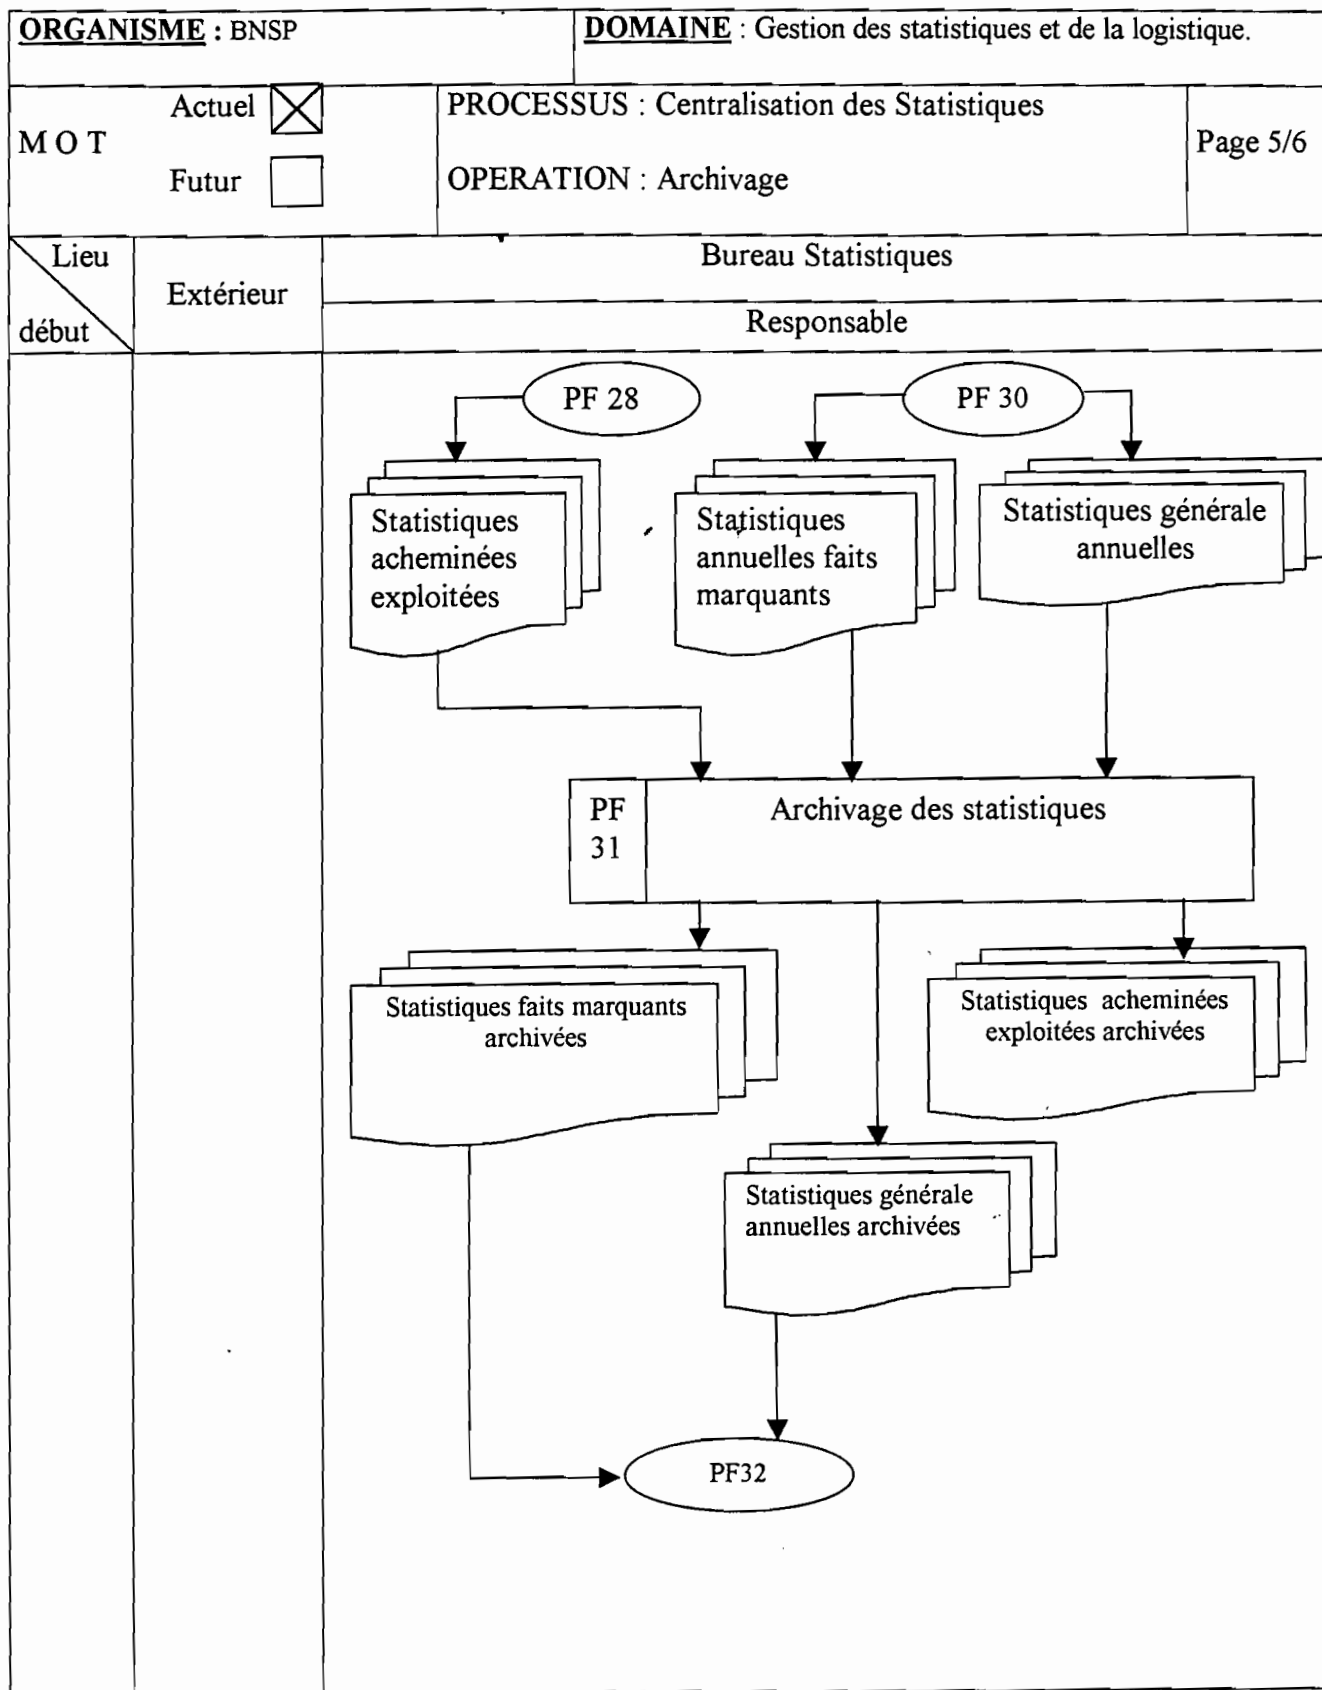 ORGANISME : BNSP
DOMAINE : Gestion des statistiques et de la logistique.
M O T
Actuel
Futur
PROCESSUS : Centralisation des Statistiques
OPERATION : Archivage
Page 5/6
Lieu
début
Extérieur
Bureau Statistiques
Responsable
PF 28
PF 30
Statistiques
acheminées
exploitées
Statistiques
annuelles faits
marquants
Statistiques générale
annuelles
PF
31
Archivage des statistiques
Statistiques faits marquants
archivées
Statistiques acheminées
exploitées archivées
Statistiques générale
annuelles archivées
PF32